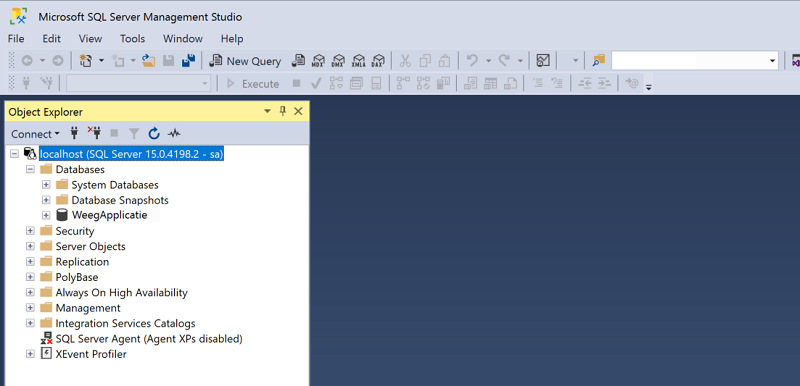 Microsoft SQL Server Management Studio
File Edit View Tools Window Help
New Query MDX DMX XMLA DAX
Execute
Object Explorer
Connect
localhost (SQL Server 15.0.4198.2 - sa)
Databases
System Databases
Database Snapshots
WeegApplicatie
Security
Server Objects
Replication
PolyBase
Always On High Availability
Management
Integration Services Catalogs
SQL Server Agent (Agent XPs disabled)
XEvent Profiler